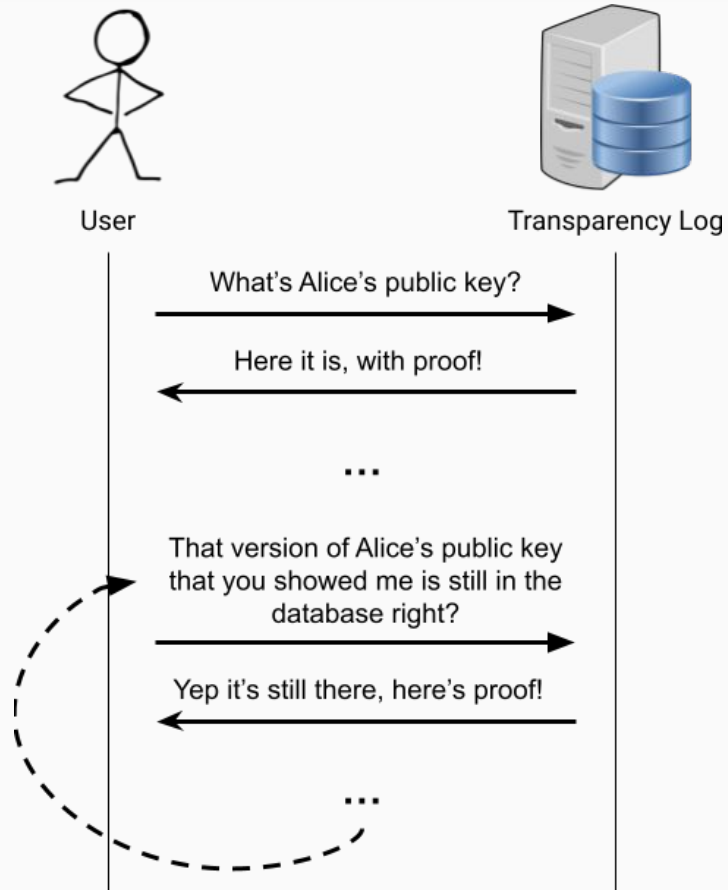 User
Transparency Log
What's Alice's public key?
Here it is, with proof!
...
That version of Alice's public key
that you showed me is still in the
database right?
Yep it's still there, here's proof!
...